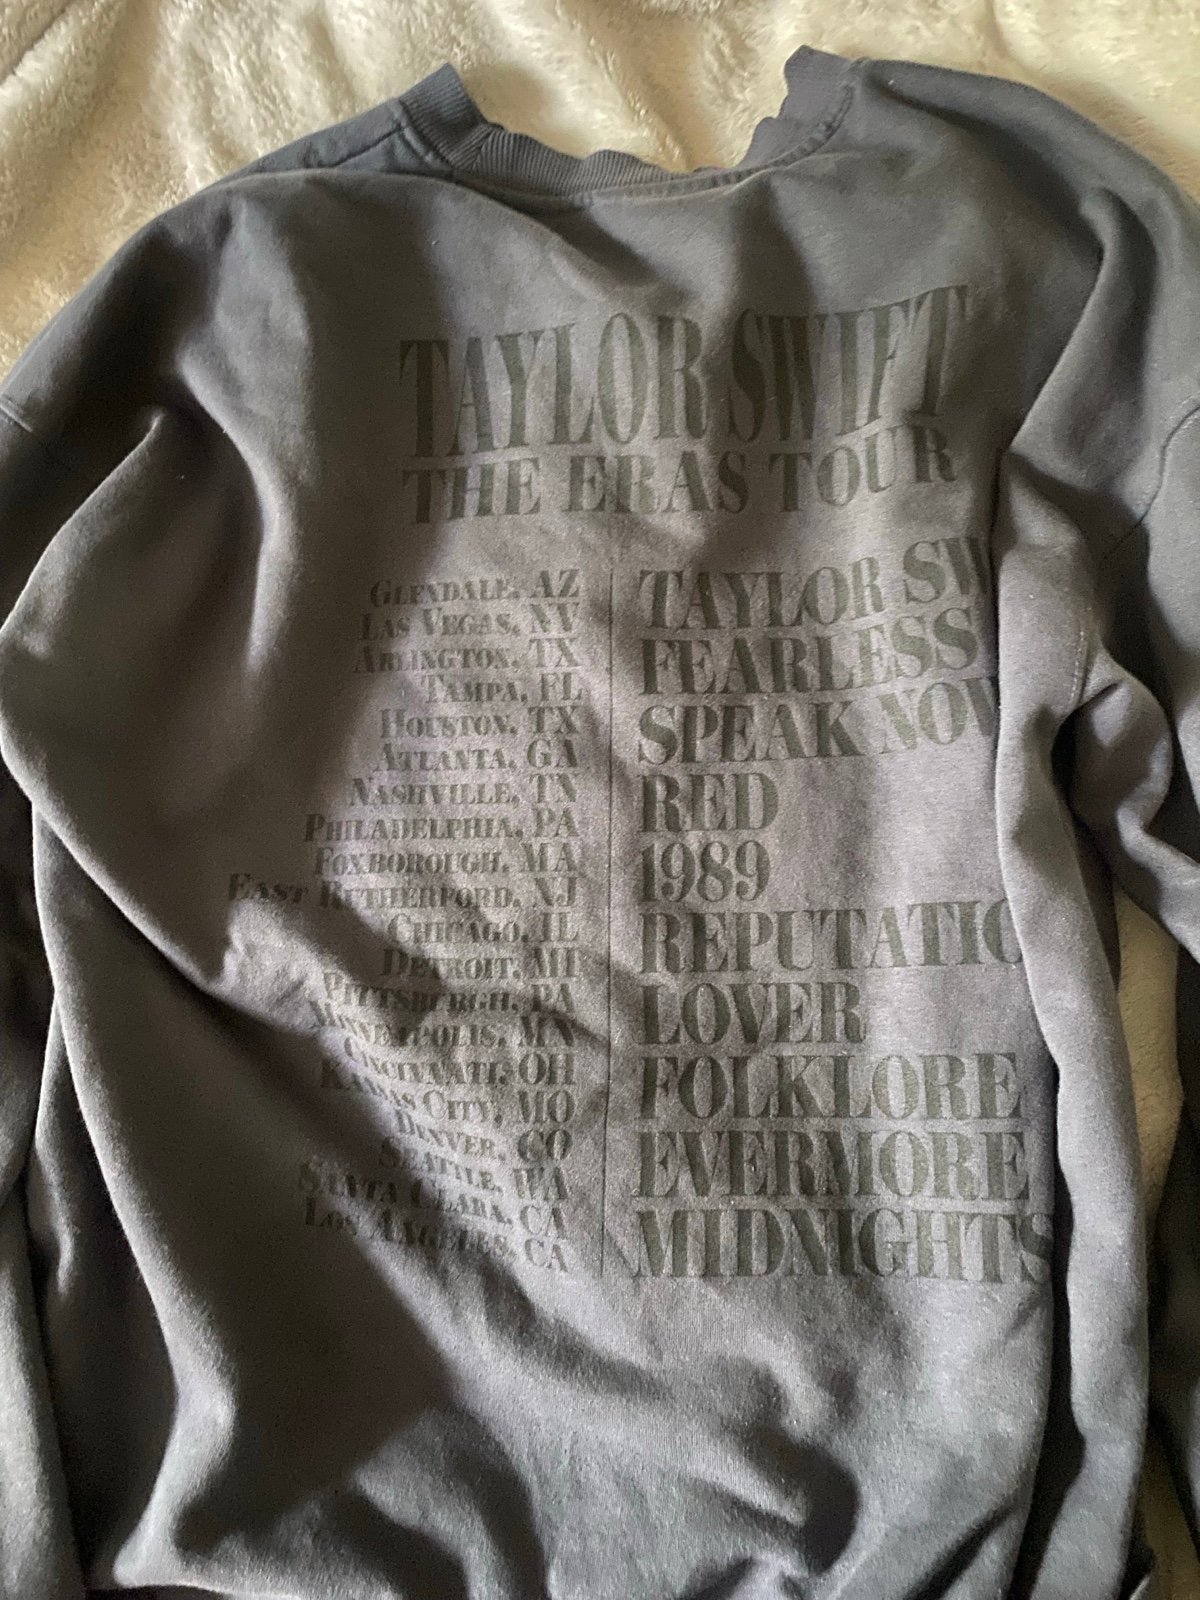 TAYLOR SWIFT
THE ERAS TOUR
GLENDALE, AZ
LAS VEGAS, NV
ARLINGTON, TX
TAMPA, FL
HOUSTON, TX
ATLANTA, GA
NASHVILLE, TN
PHILADELPHIA, PA
FOXBOROUGH, MA
EAST RUTHERFORD, NJ
CHICAGO, IL
DETROIT, MI
PITTSBURGH, PA
MINNEAPOLIS, MN
CINCINNATI, OH
KANSAS CITY, MO
DENVER, CO
SEATTLE, WA
SANTA CLARA, CA
LOS ANGELES, CA
TAYLOR SW
FEARLESS
SPEAK NOW
RED
1989
REPUTATIO
LOVER
FOLKLORE
EVERMORE
MIDNIGHTS